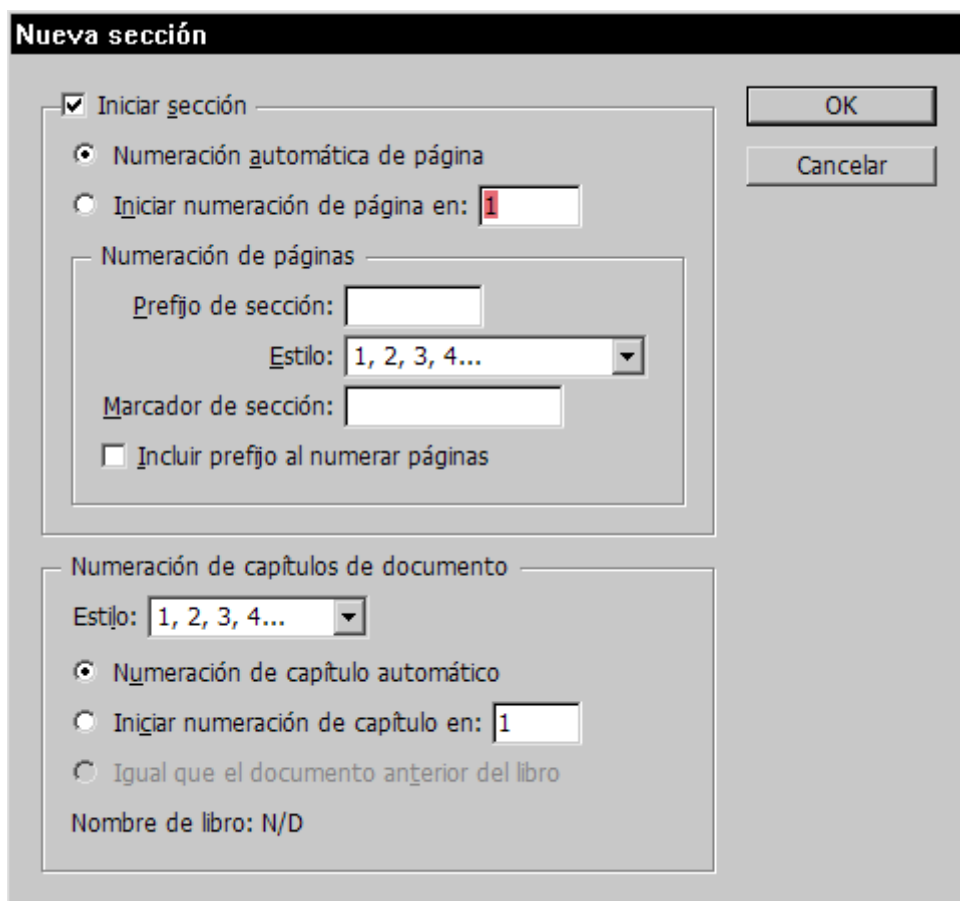 Nueva sección
Iniciar sección
OK
Numeración automática de página
Cancelar
Iniciar numeración de página en: 1
Numeración de páginas
Prefijo de sección:
Estilo: 1, 2, 3, 4...
Marcador de sección:
Incluir prefijo al numerar páginas
Numeración de capítulos de documento
Estilo: 1, 2, 3, 4...
Numeración de capítulo automático
Iniciar numeración de capítulo en: 1
Igual que el documento anterior del libro
Nombre de libro: N/D